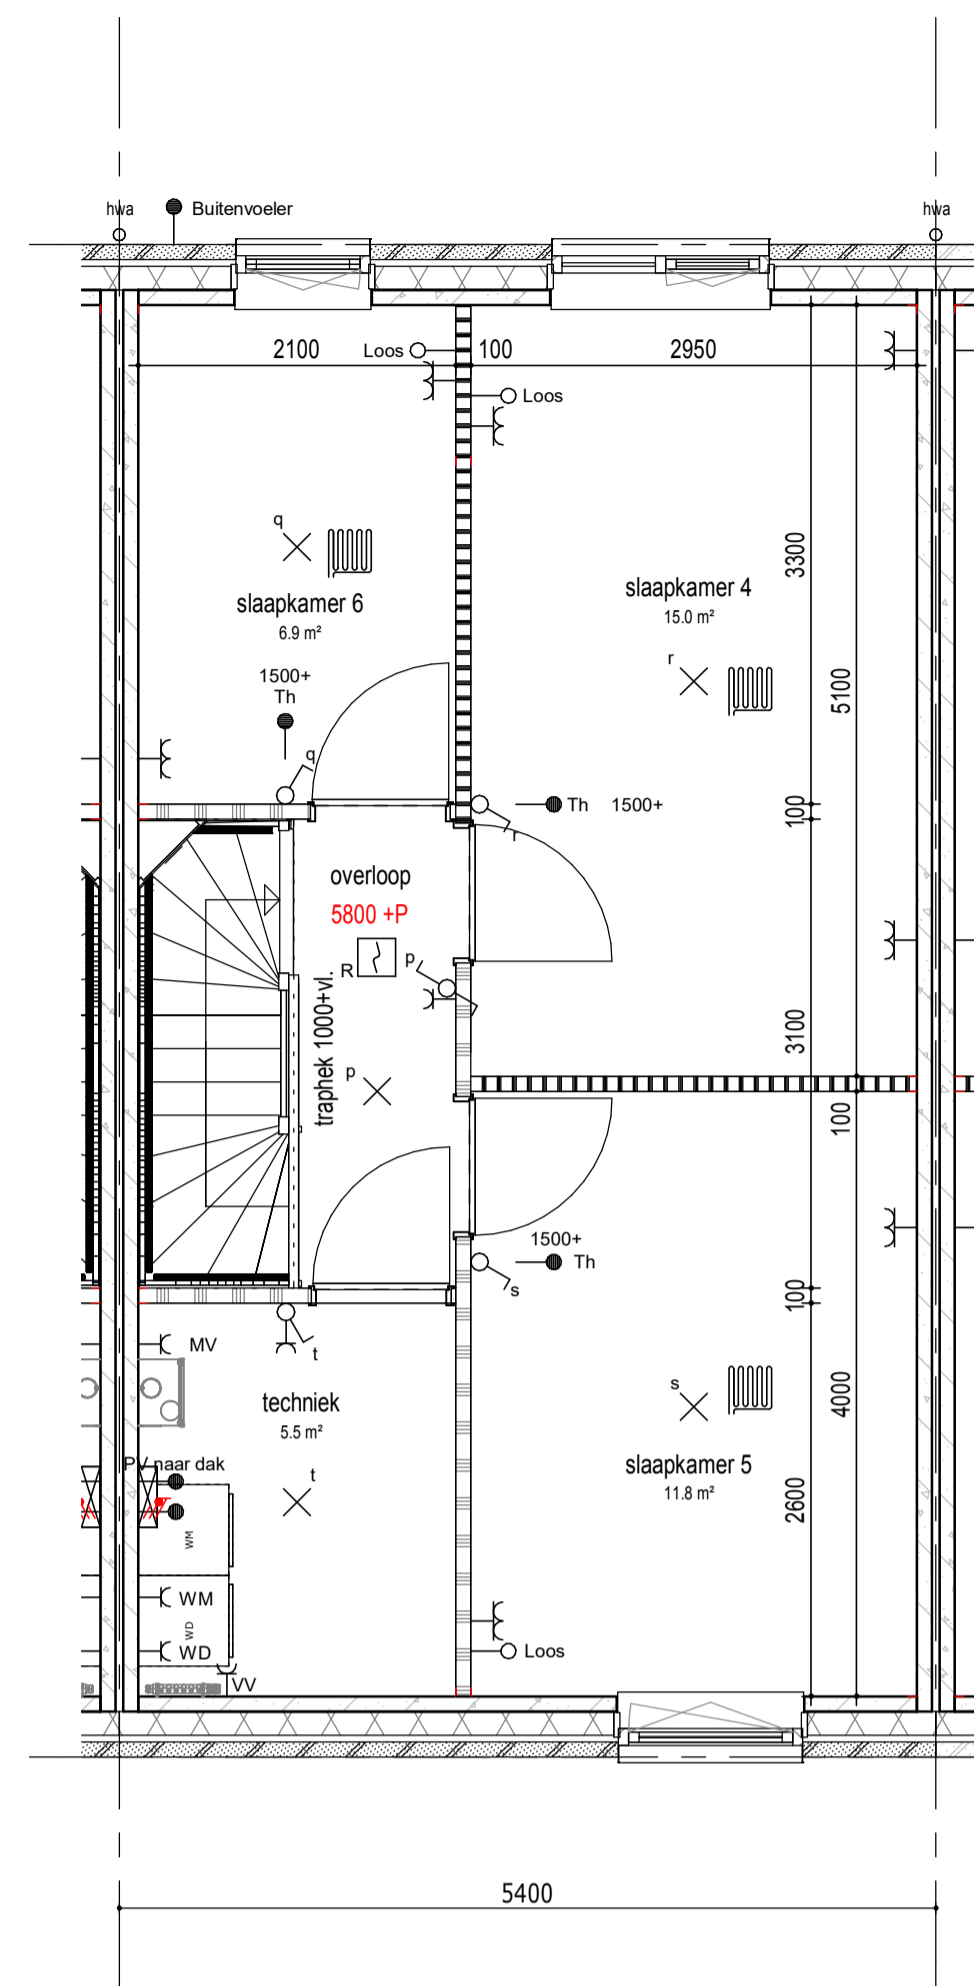 hwa
Buitenvoeler
hwa
2100
Loos
100
2950
Loos
q
slaapkamer 6
6.9 m²
3300
slaapkamer 4
15.0 m²
r
5100
1500+
Th
q
Th 1500+
r
100
overloop
5800 +P
R
p
traphek 1000+vl.
p
3100
100
1500+
Th
s
100
MV
t
techniek
5.5 m²
s
4000
PV naar dak
t
slaapkamer 5
11.8 m²
2600
WM
WM
WD
WD
Loos
VV
5400